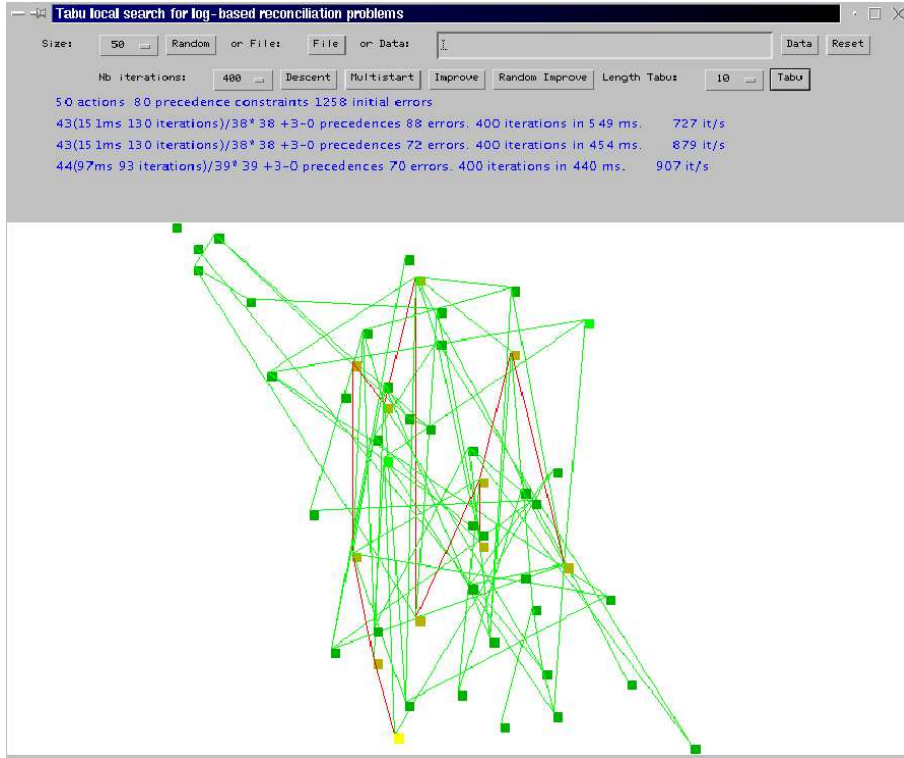 Tabu local search for log-based reconciliation problems
Size: 50 Random or File: File or Data: Data Reset
Nb iterations: 400 Descent Multistart Improve Random Improve Length Tabu: 10 Tabu
50 actions 80 precedence constraints 1258 initial errors
43(151ms 130 iterations)/38* 38 +3-0 precedences 88 errors. 400 iterations in 549 ms. 727 it/s
43(151ms 130 iterations)/38* 38 +3-0 precedences 72 errors. 400 iterations in 454 ms. 879 it/s
44(97ms 93 iterations)/39* 39 +3-0 precedences 70 errors. 400 iterations in 440 ms. 907 it/s